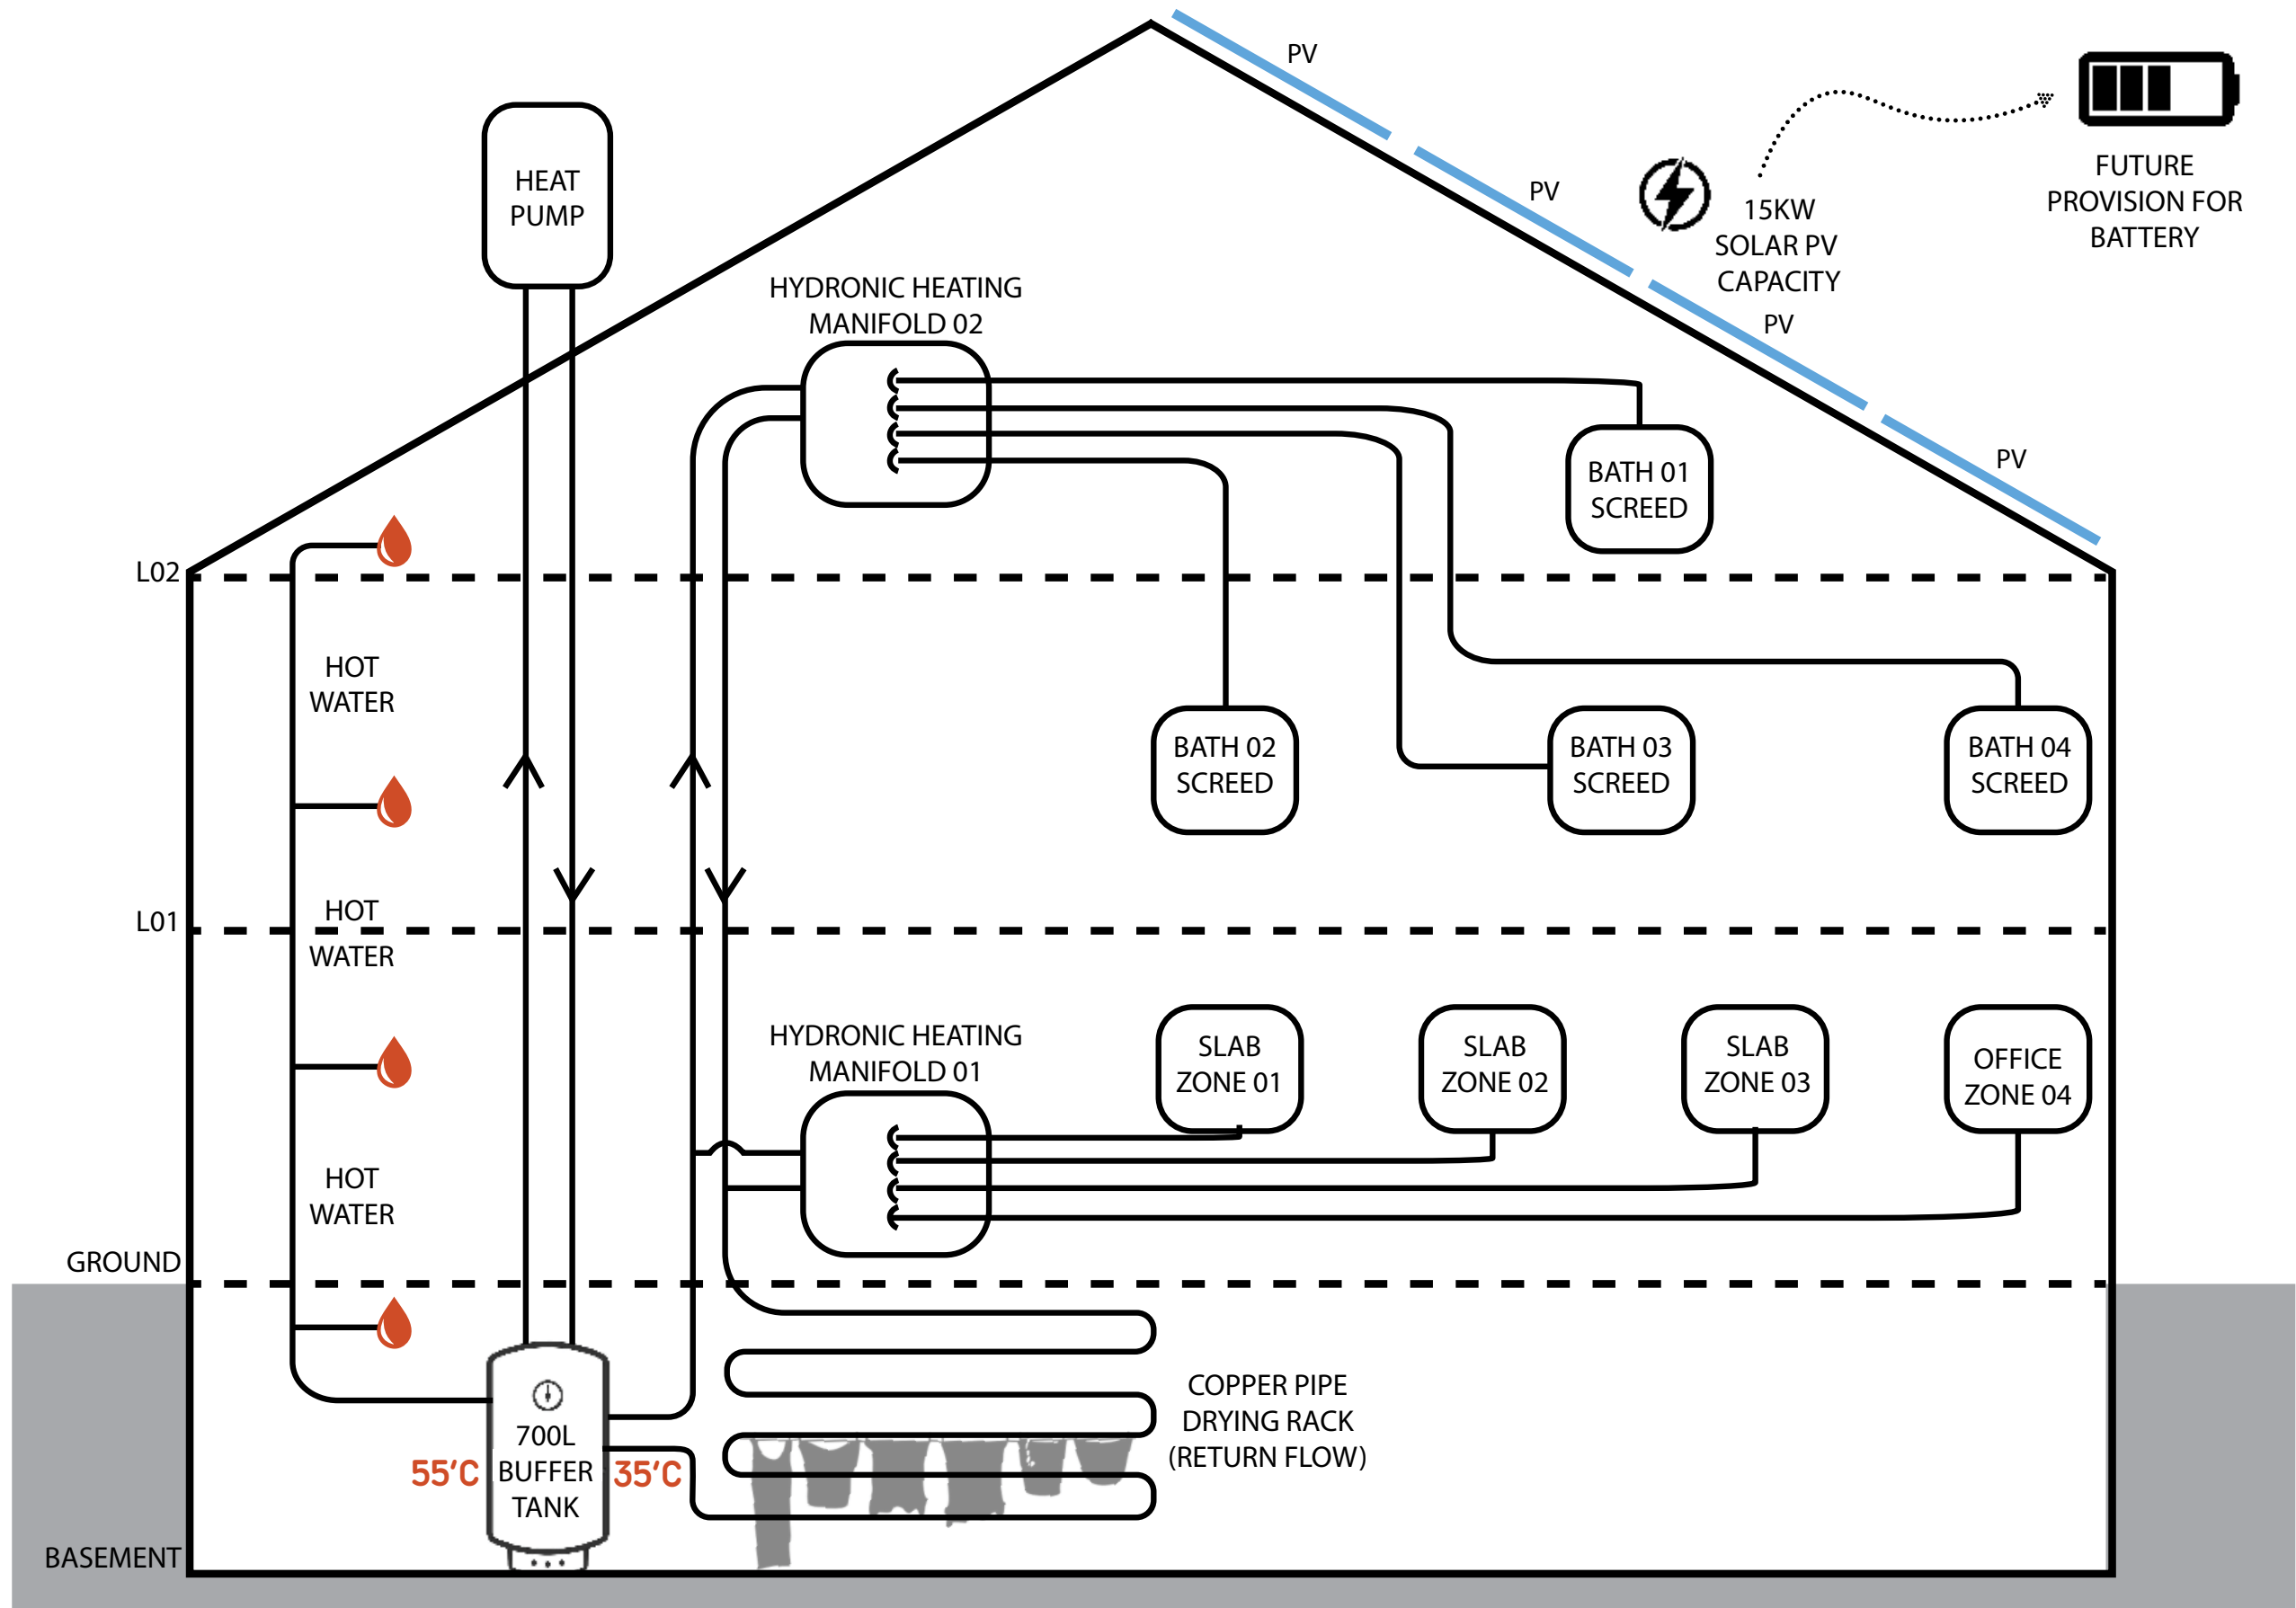 PV
PV
PV
PV
15KW
SOLAR PV
CAPACITY
FUTURE
PROVISION FOR
BATTERY
HEAT
PUMP
HYDRONIC HEATING
MANIFOLD 02
BATH 01
SCREED
L02
HOT
WATER
BATH 02
SCREED
BATH 03
SCREED
BATH 04
SCREED
L01
HOT
WATER
HYDRONIC HEATING
MANIFOLD 01
SLAB
ZONE 01
SLAB
ZONE 02
SLAB
ZONE 03
OFFICE
ZONE 04
HOT
WATER
GROUND
COPPER PIPE
DRYING RACK
(RETURN FLOW)
55'C
700L
BUFFER
TANK
35'C
BASEMENT